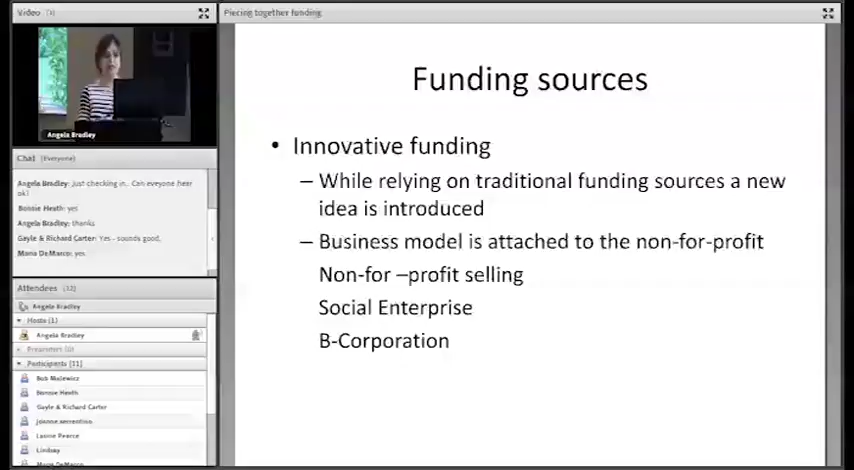 Video
Piecing together funding
Angela Bradley
Chat (Everyone)
Angela Bradley: Just checking in.. Can everyone hear
ok?
Bonnie Heath: yes
Angela Bradley: thanks
Gayle & Richard Carter: Yes - sounds good,
Maria DeMarco: yes
Attendees (12)
Angela Bradley
Hosts (1)
Angela Bradley
Presenters (0)
Participants (11)
Bob Malewicz
Bonnie Heath
Gayle & Richard Carter
joanne sorrentino
Laurie Pearce
Lindsay
Maria DeMarco
Funding sources
• Innovative funding
– While relying on traditional funding sources a new
idea is introduced
– Business model is attached to the non-for-profit
Non-for –profit selling
Social Enterprise
B-Corporation